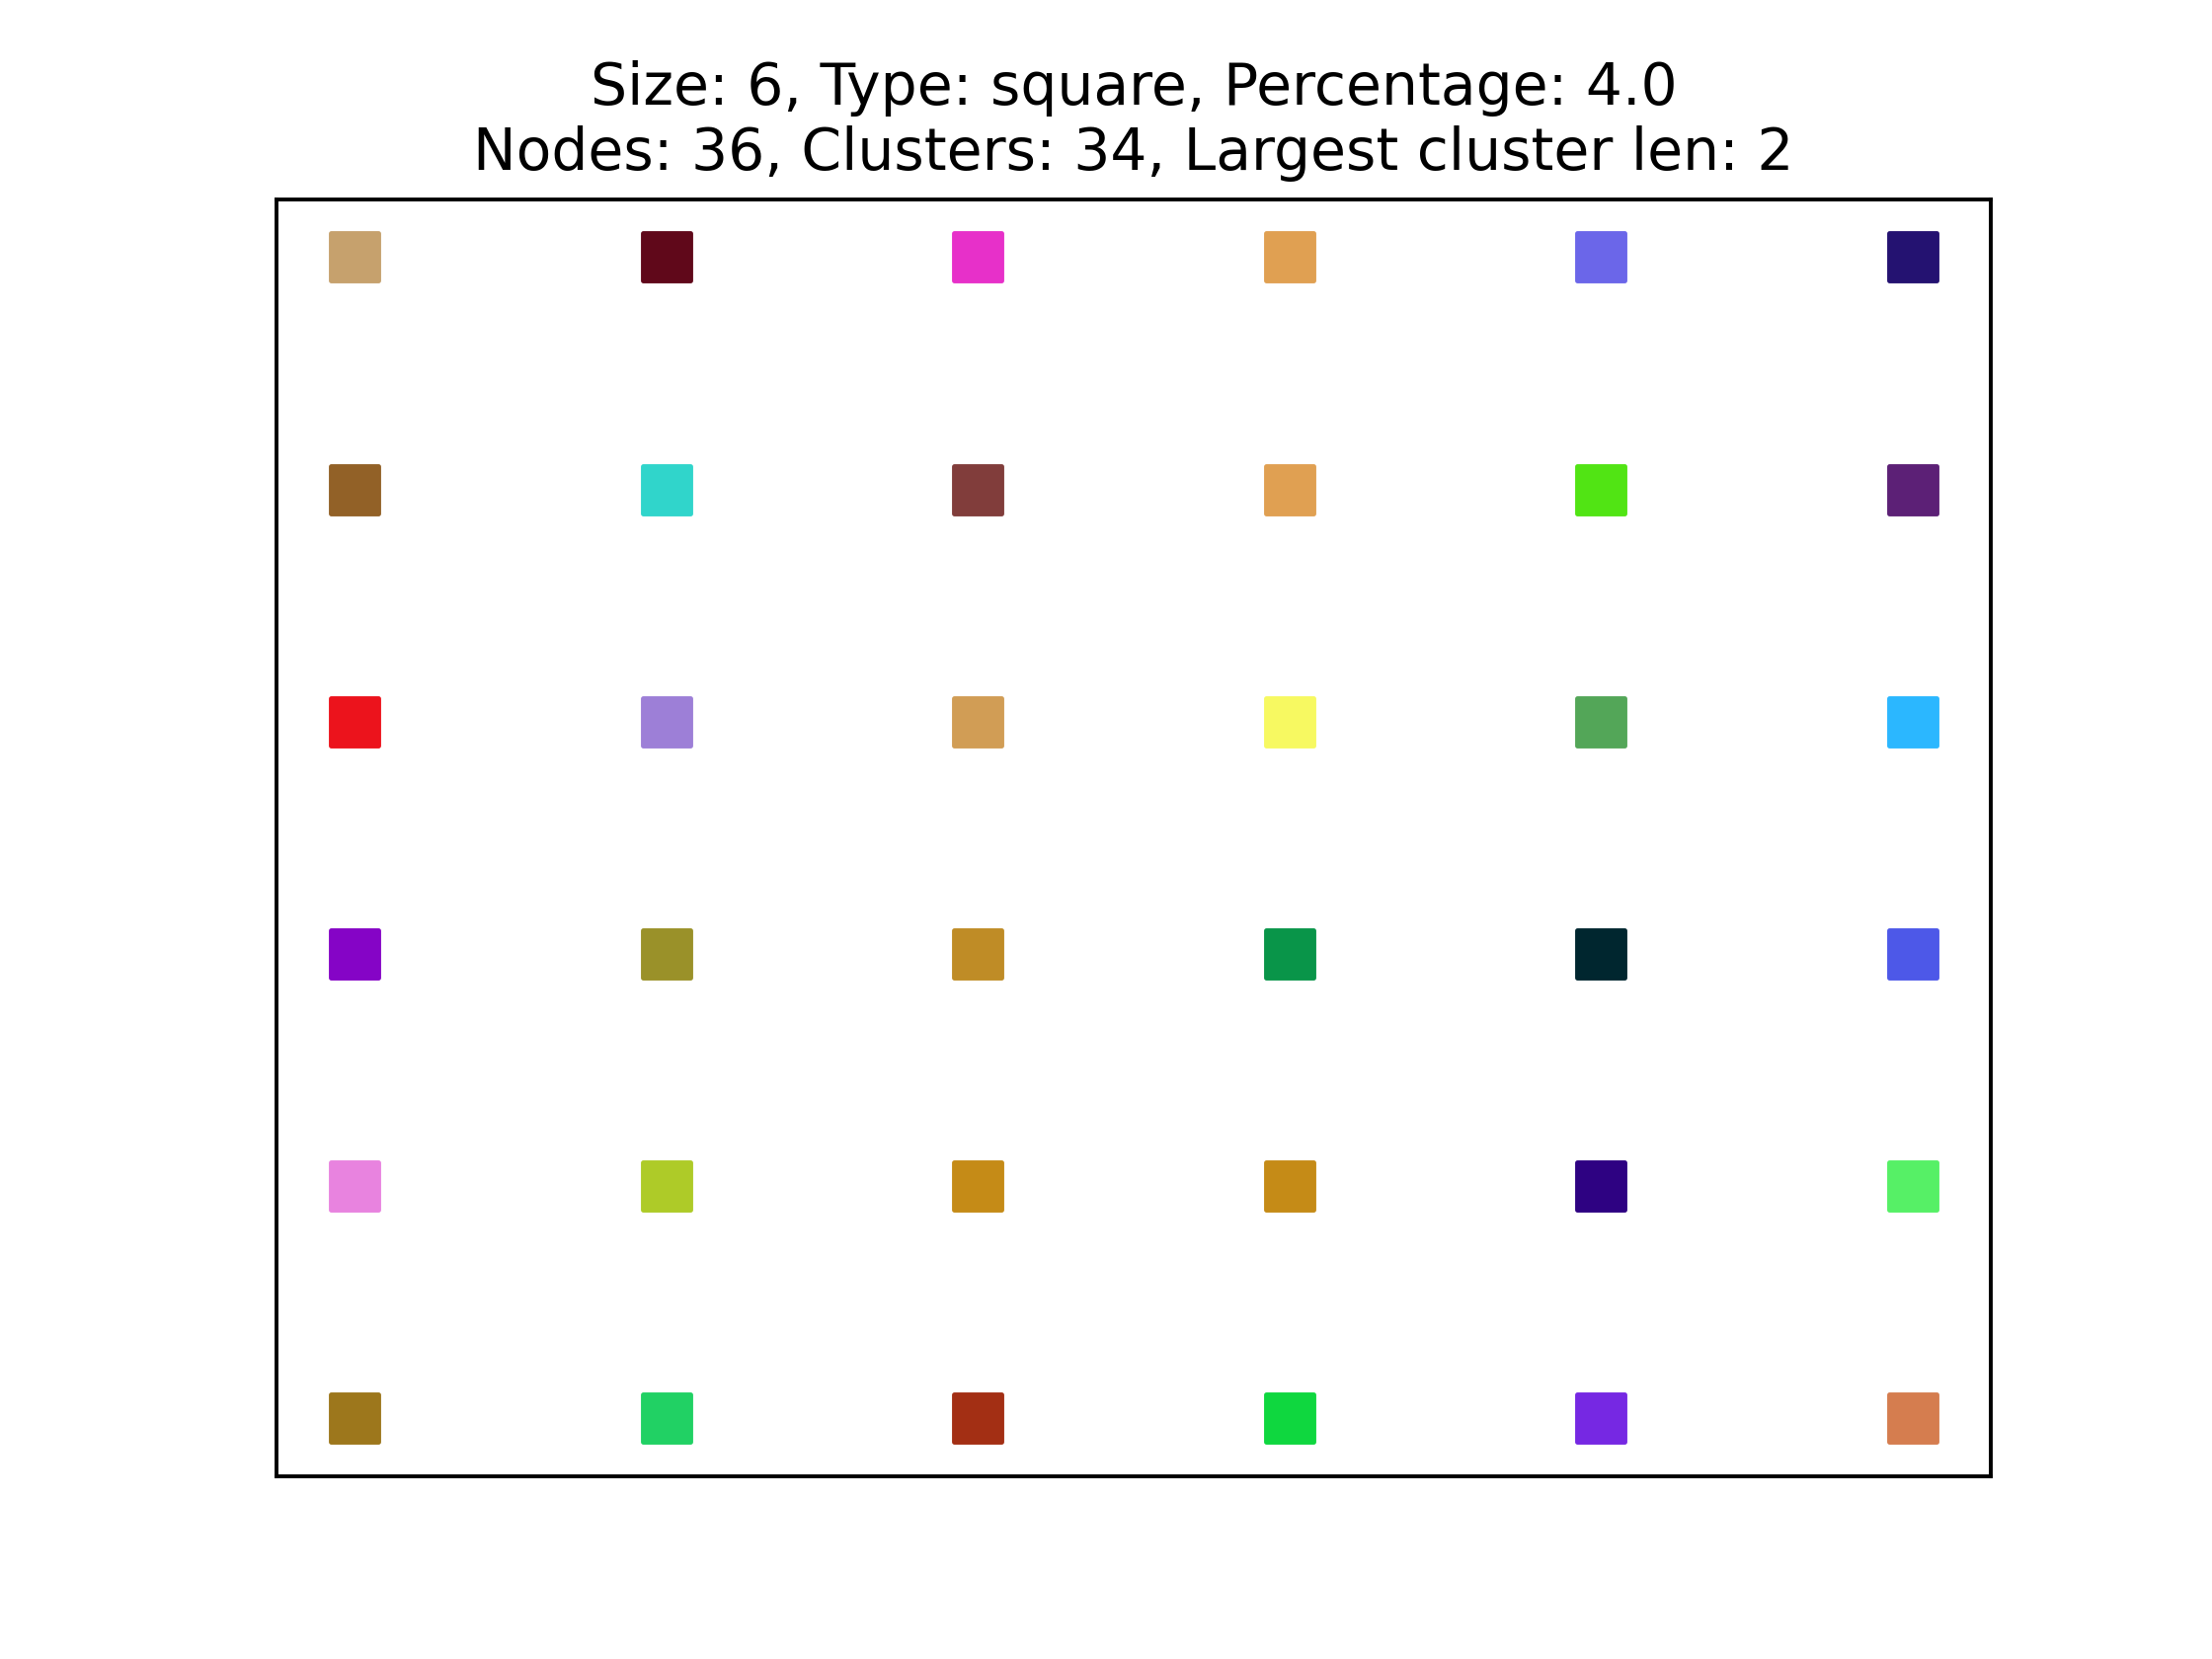 Size: 6, Type: square, Percentage: 4.0
Nodes: 36, Clusters: 34, Largest cluster len: 2